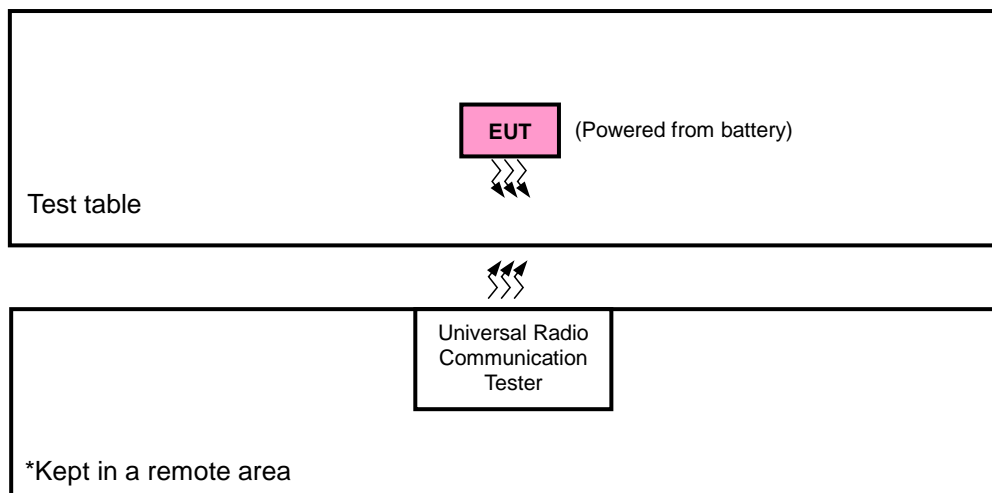 EUT
(Powered from battery)
Test table
Universal Radio
Communication
Tester
*Kept in a remote area